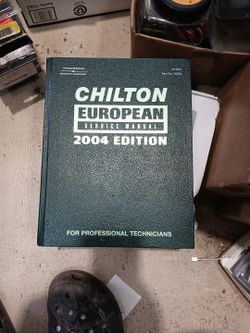 CHILTON
EUROPEAN
SERVICE MANUAL
2004 EDITION
FOR PROFESSIONAL TECHNICIANS